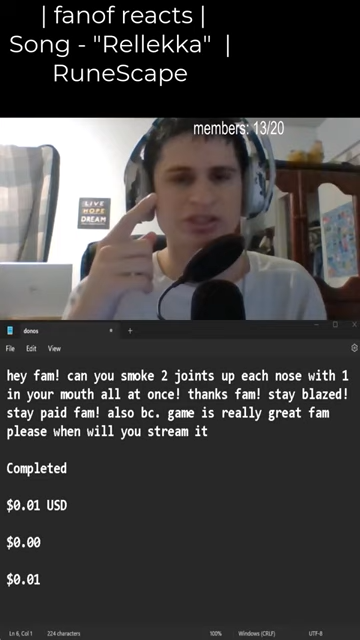 | fanof reacts |
Song - "Rellekka" |
RuneScape
members: 13/20
LIVE
HOPE
DREAM
donos
File Edit View
hey fam! can you smoke 2 joints up each nose with 1
in your mouth all at once! thanks fam! stay blazed!
stay paid fam! also bc. game is really great fam
please when will you stream it
Completed
$0.01 USD
$0.00
$0.01
Ln 6, Col 1 224 characters 100% Windows (CRLF) UTF-8